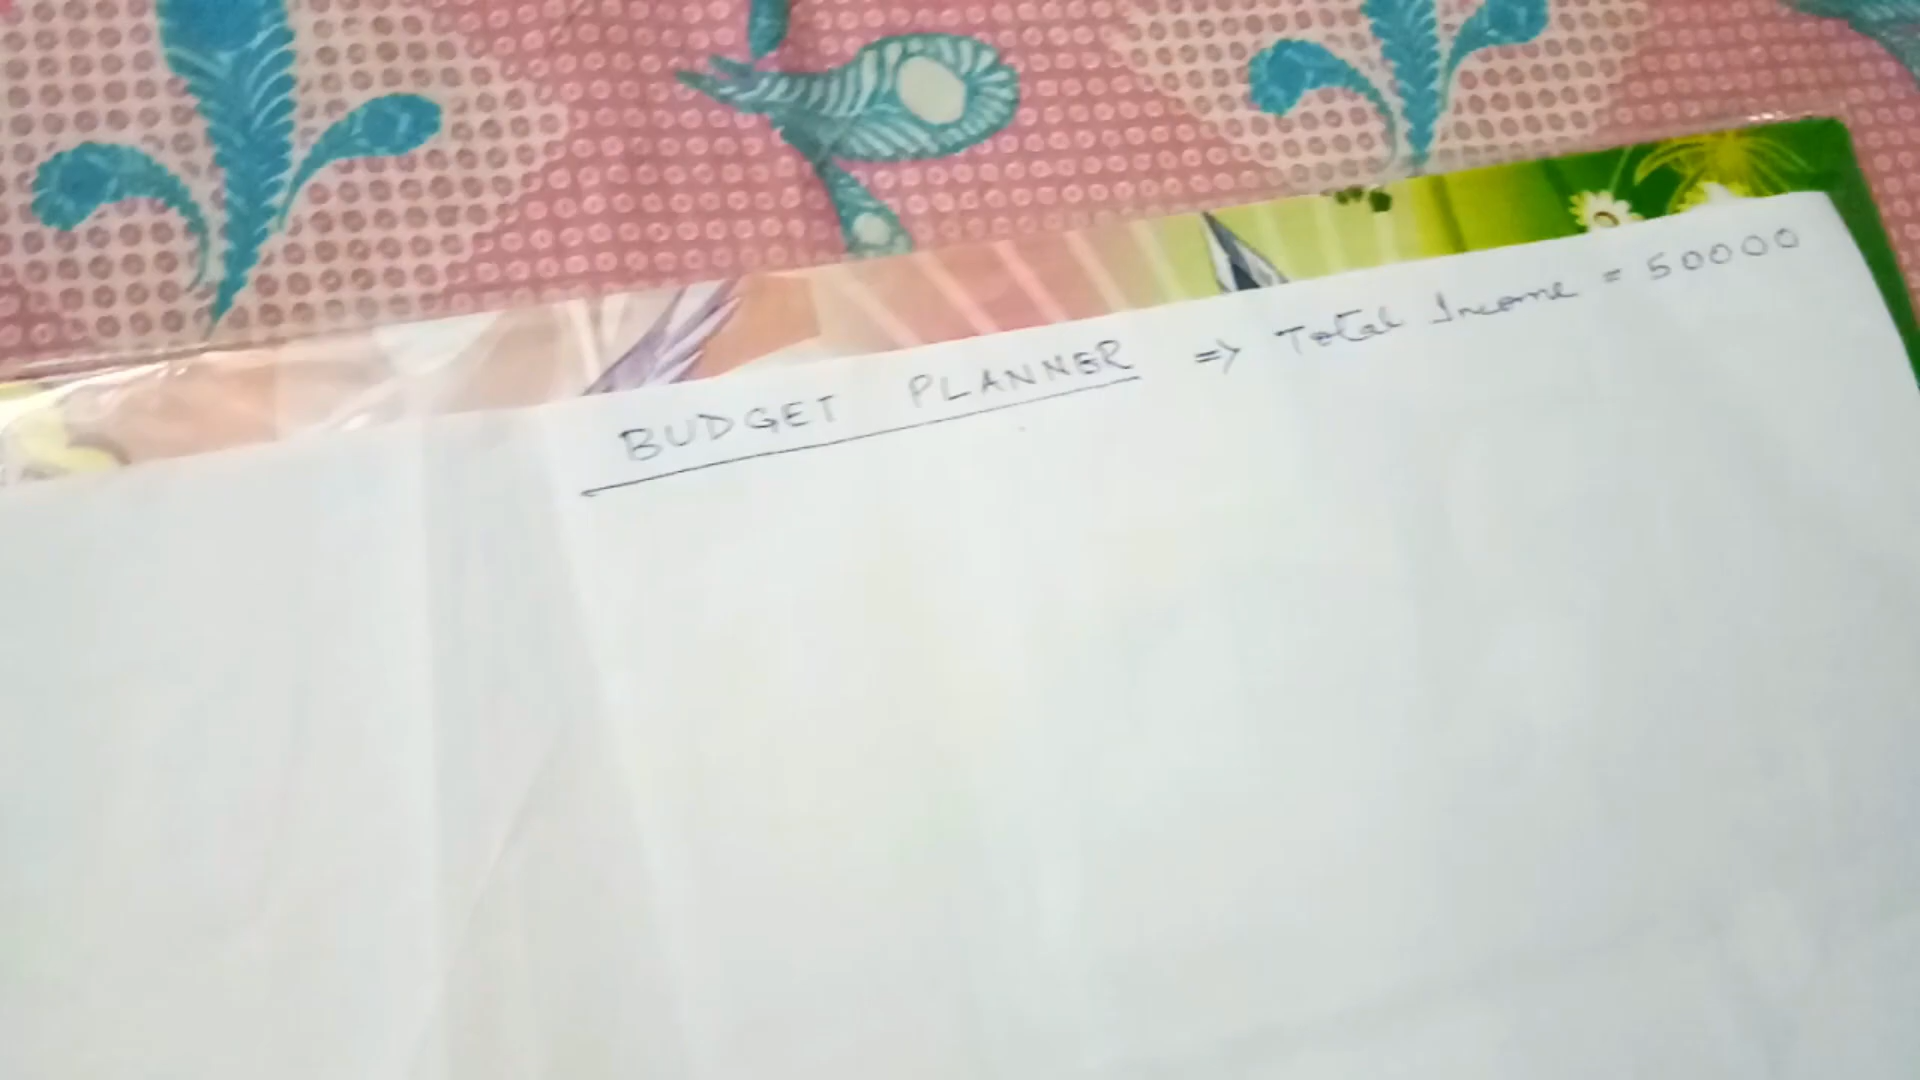 BUDGET PLANNER => Total Income = 50000